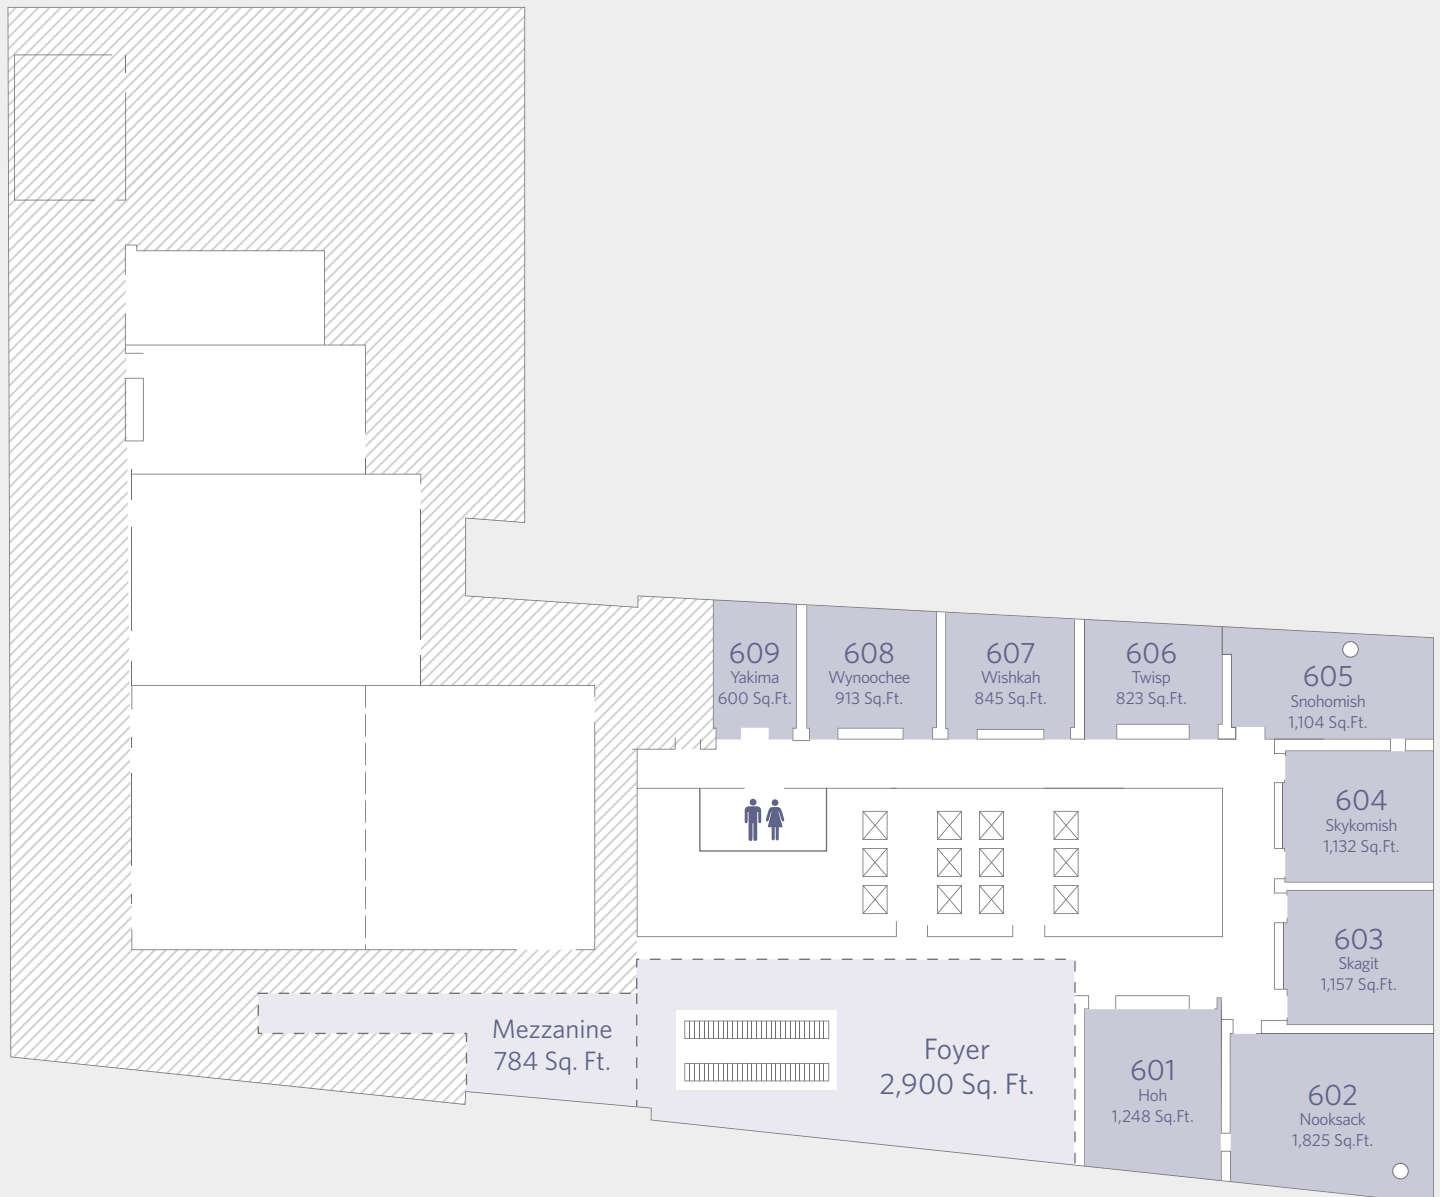 609
Yakima
600 Sq.Ft.
608
Wynoochee
913 Sq.Ft.
607
Wishkah
845 Sq.Ft.
606
Twisp
823 Sq.Ft.
605
Snohomish
1,104 Sq.Ft.
604
Skykomish
1,132 Sq.Ft.
603
Skagit
1,157 Sq.Ft.
Mezzanine
784 Sq. Ft.
Foyer
2,900 Sq. Ft.
601
Hoh
1,248 Sq.Ft.
602
Nooksack
1,825 Sq.Ft.